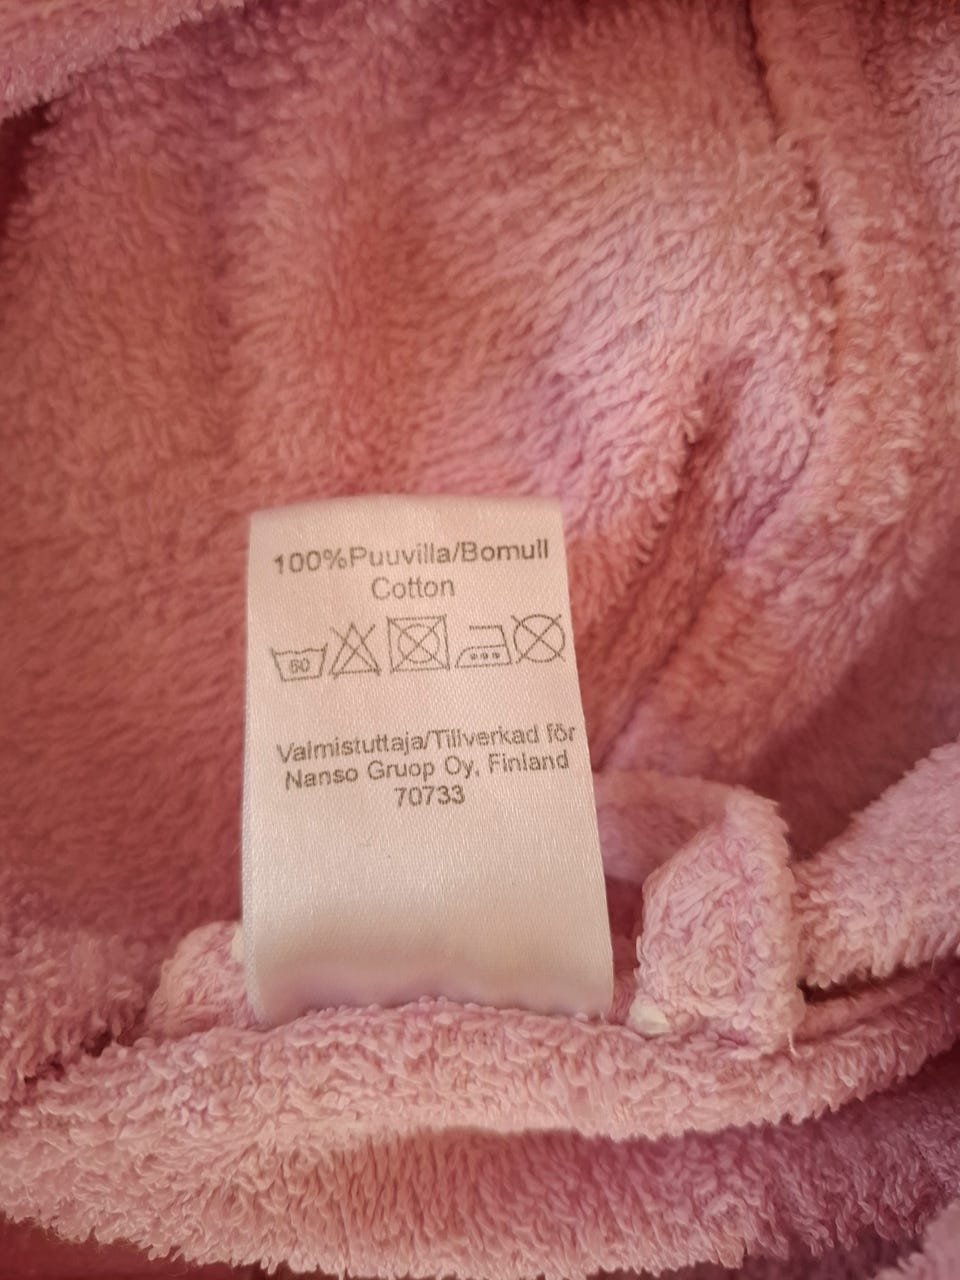 100%Puuvilla/Bomull
Cotton
60
Valmistuttaja/Tillverkad för
Nanso Gruop Oy, Finland
70733